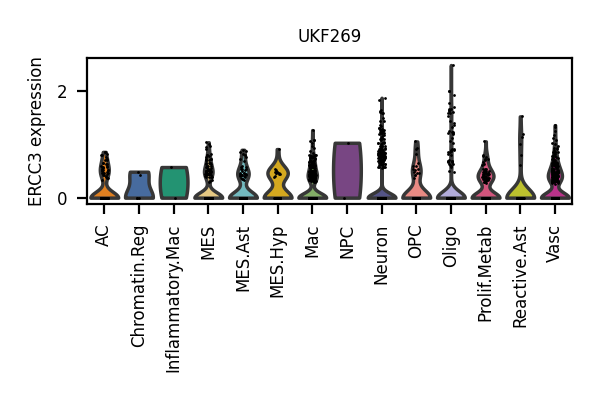 UKF269
ERCC3 expression
2
0
AC
Chromatin.Reg
Inflammatory.Mac
MES
MES.Ast
MES.Hyp
Mac
NPC
Neuron
OPC
Oligo
Prolif.Metab
Reactive.Ast
Vasc